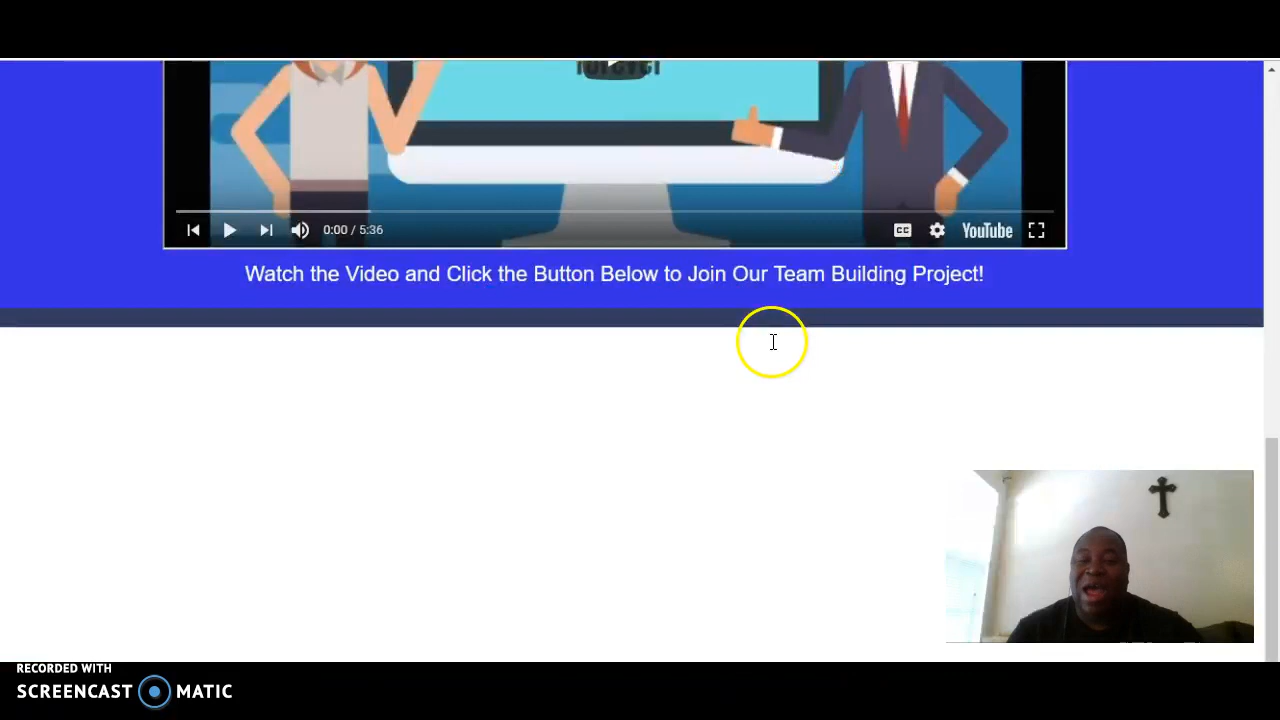 0:00 / 5:36
CC
YouTube
Watch the Video and Click the Button Below to Join Our Team Building Project!
RECORDED WITH
SCREENCAST MATIC